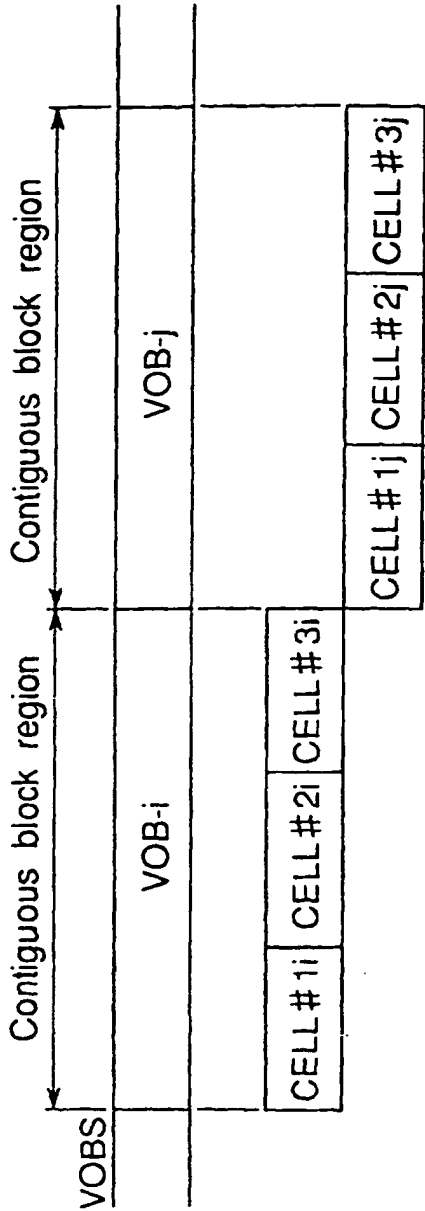 Contiguous block region Contiguous block region
VOBS
VOB-i VOB-j
CELL#1i CELL#2i CELL#3i
CELL#1j CELL#2j CELL#3j